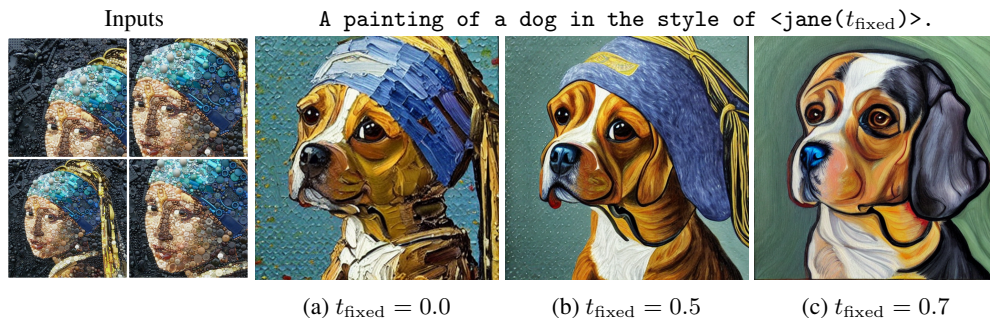 Inputs
A painting of a dog in the style of <jane(t_fixed)>.
(a) t_fixed = 0.0
(b) t_fixed = 0.5
(c) t_fixed = 0.7